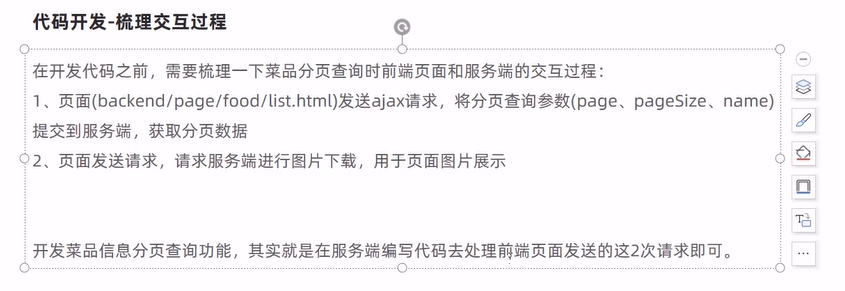 代码开发-梳理交互过程
在开发代码之前，需要梳理一下菜品分页查询时前端页面和服务端的交互过程：
1、页面(backend/page/food/list.html)发送ajax请求，将分页查询参数(page、pageSize、name)
提交到服务端，获取分页数据
2、页面发送请求，请求服务端进行图片下载，用于页面图片展示
开发菜品信息分页查询功能，其实就是在服务端编写代码去处理前端页面发送的这2次请求即可。